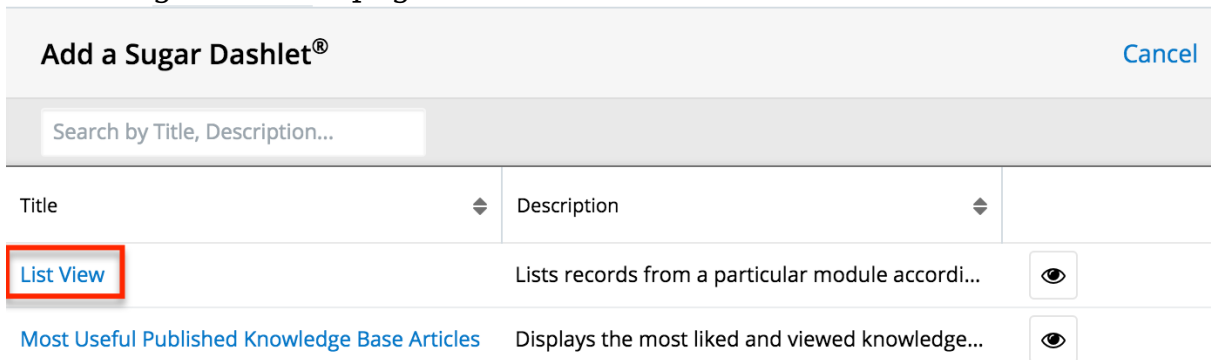 Add a Sugar Dashlet®
Cancel
Search by Title, Description...
Title
Description
List View
Lists records from a particular module accordi...
Most Useful Published Knowledge Base Articles
Displays the most liked and viewed knowledge...